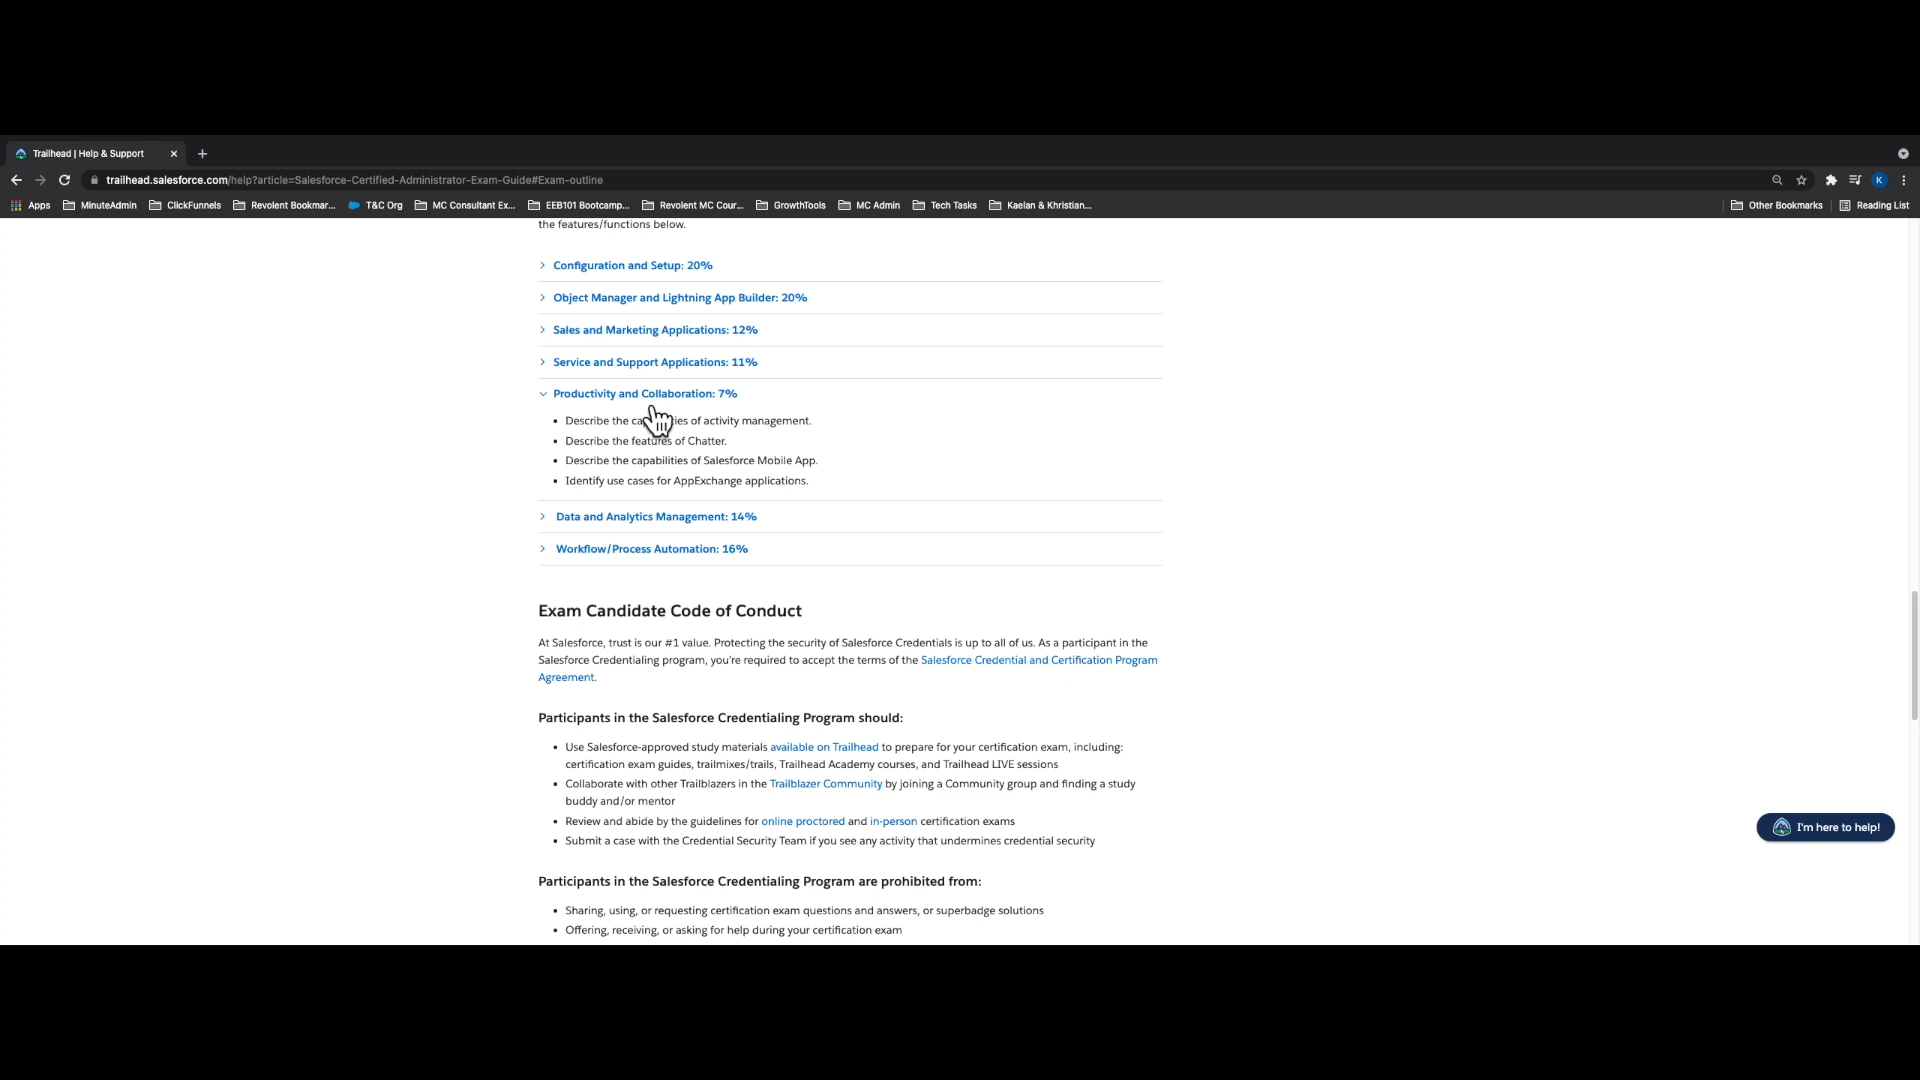 Trailhead | Help & Support
trailhead.salesforce.com/help?article=Salesforce-Certified-Administrator-Exam-Guide#Exam-outline
K
Apps MinuteAdmin ClickFunnels Revolent Bookmar... T&C Org MC Consultant Ex... EEB101 Bootcamp... Revolent MC Cour... GrowthTools MC Admin Tech Tasks Kaelan & Khristian... Other Bookmarks Reading List
the features/functions below.
Configuration and Setup: 20%
Object Manager and Lightning App Builder: 20%
Sales and Marketing Applications: 12%
Service and Support Applications: 11%
Productivity and Collaboration: 7%
• Describe the ca ies of activity management.
• Describe the features of Chatter.
• Describe the capabilities of Salesforce Mobile App.
• Identify use cases for AppExchange applications.
Data and Analytics Management: 14%
Workflow/Process Automation: 16%
Exam Candidate Code of Conduct
At Salesforce, trust is our #1 value. Protecting the security of Salesforce Credentials is up to all of us. As a participant in the
Salesforce Credentialing program, you're required to accept the terms of the Salesforce Credential and Certification Program
Agreement.
Participants in the Salesforce Credentialing Program should:
• Use Salesforce-approved study materials available on Trailhead to prepare for your certification exam, including:
certification exam guides, trailmixes/trails, Trailhead Academy courses, and Trailhead LIVE sessions
• Collaborate with other Trailblazers in the Trailblazer Community by joining a Community group and finding a study
buddy and/or mentor
• Review and abide by the guidelines for online proctored and in-person certification exams
• Submit a case with the Credential Security Team if you see any activity that undermines credential security
I'm here to help!
Participants in the Salesforce Credentialing Program are prohibited from:
• Sharing, using, or requesting certification exam questions and answers, or superbadge solutions
• Offering, receiving, or asking for help during your certification exam